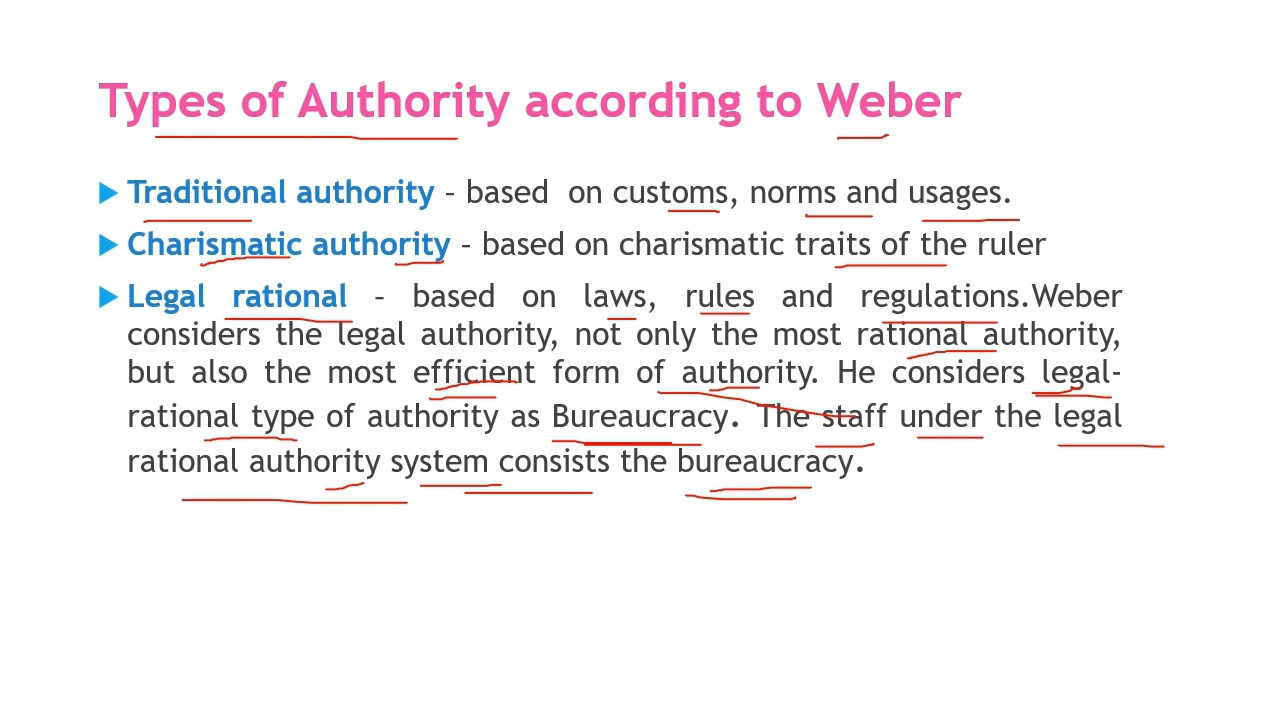 Types of Authority according to Weber
Traditional authority – based on customs, norms and usages.
Charismatic authority – based on charismatic traits of the ruler
Legal rational – based on laws, rules and regulations.Weber
considers the legal authority, not only the most rational authority,
but also the most efficient form of authority. He considers legal-
rational type of authority as Bureaucracy. The staff under the legal
rational authority system consists the bureaucracy.